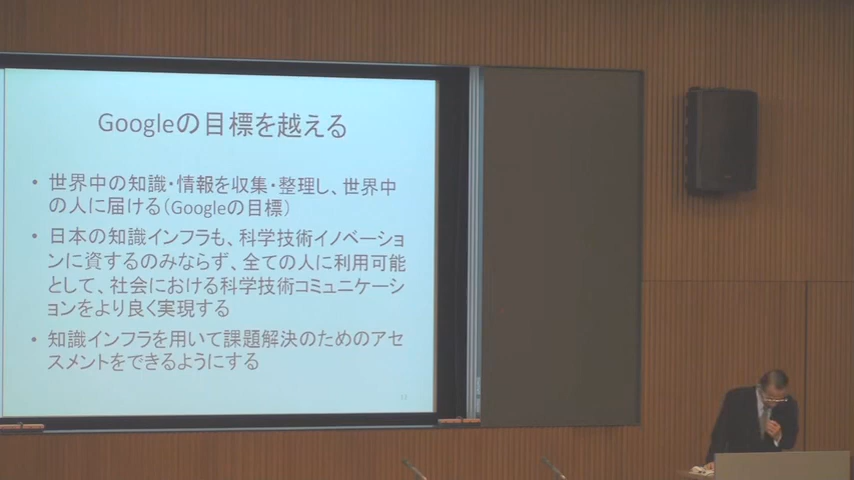 Googleの目標を越える
• 世界中の知識・情報を収集・整理し、世界中
の人に届ける(Googleの目標)
• 日本の知識インフラも、科学技術イノベーショ
ンに資するのみならず、全ての人に利用可能
として、社会における科学技術コミュニケーシ
ョンをより良く実現する
• 知識インフラを用いて課題解決のためのアセ
スメントをできるようにする